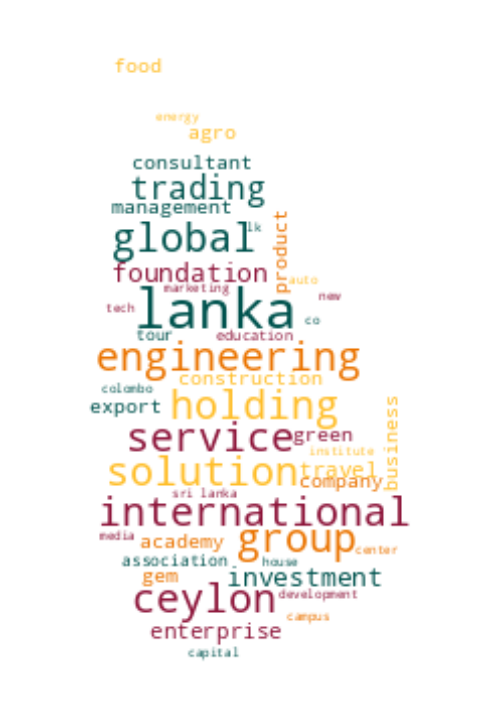 food
energy
agro
consultant
trading
management
product
global
lk
foundation
auto
marketing
new
lanka
tech
co
tour
education
engineering
construction
colombo
holding
export
business
service
green
institute
solution
travel
company
sri lanka
international
media
academy
group
center
association
house
gem
investment
ceylon
development
campus
enterprise
capital